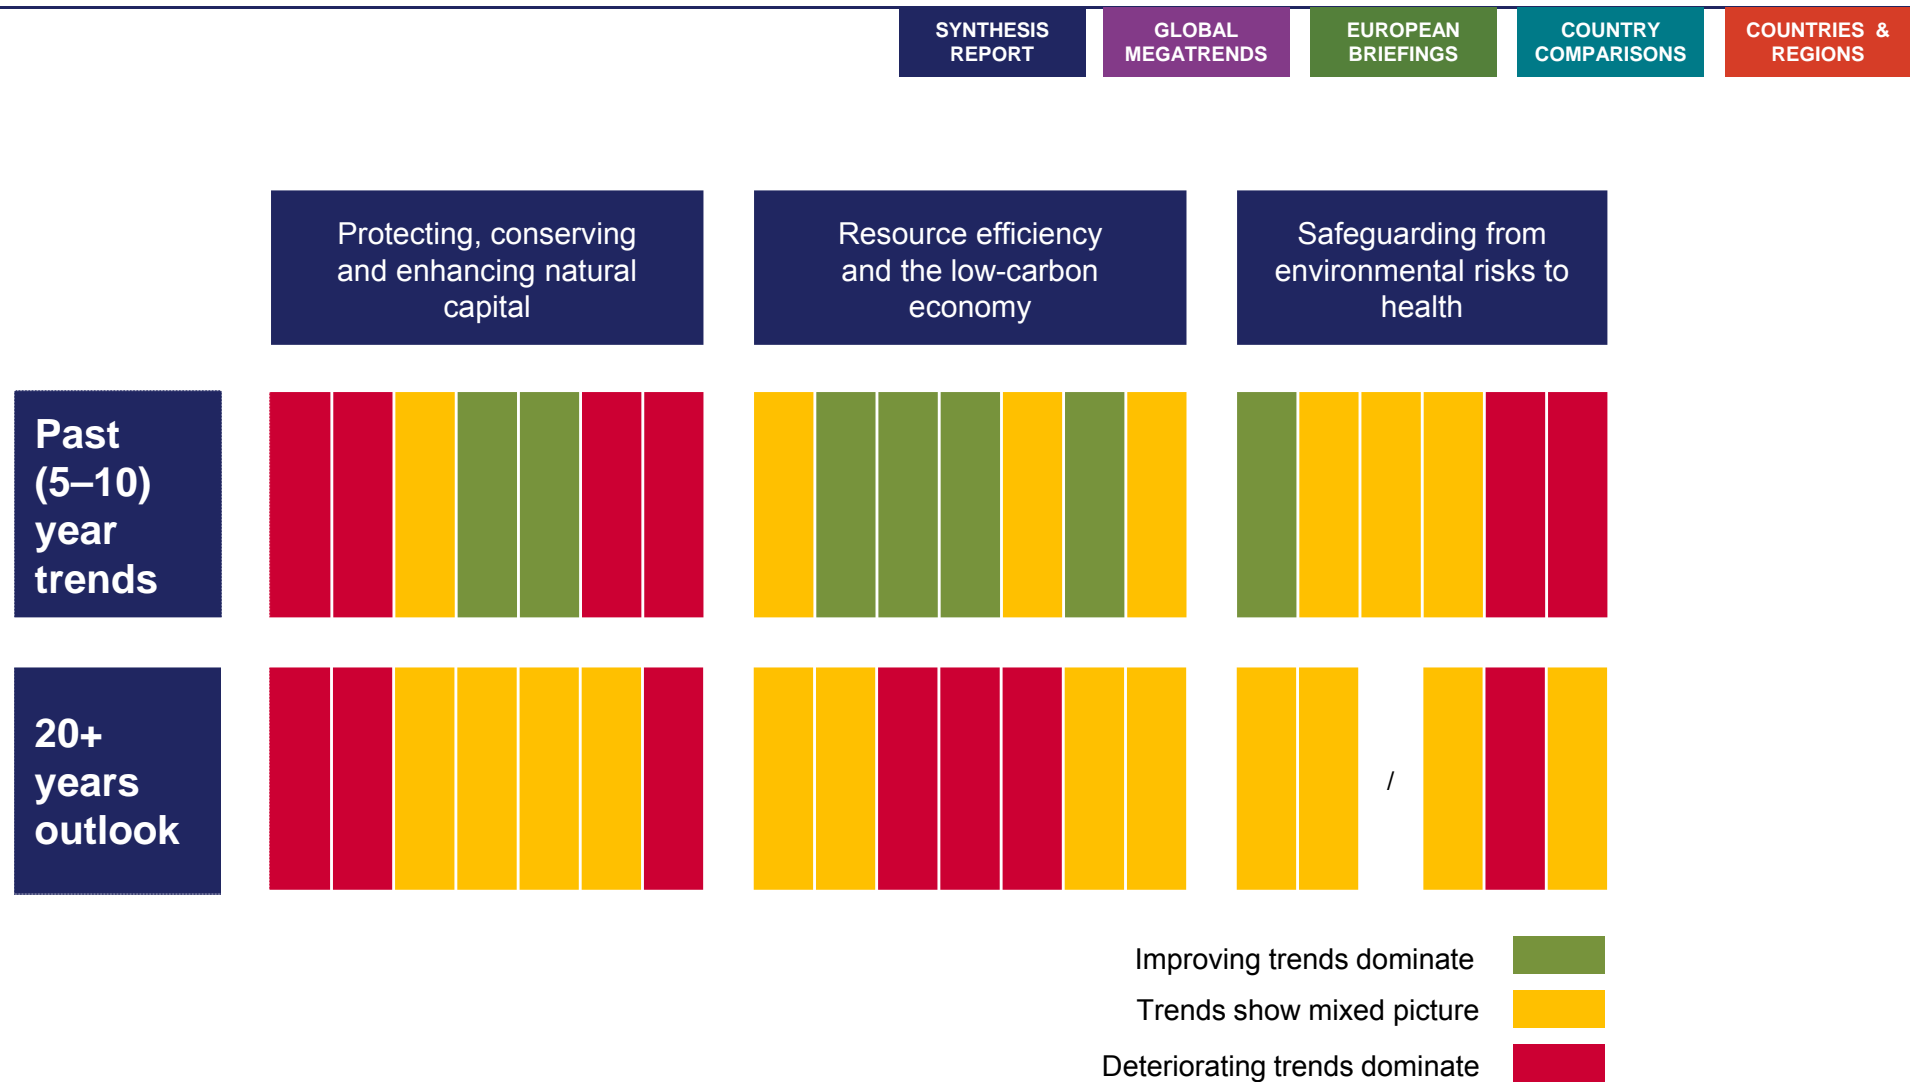 SYNTHESIS
REPORT
GLOBAL
MEGATRENDS
EUROPEAN
BRIEFINGS
COUNTRY
COMPARISONS
COUNTRIES &
REGIONS
Protecting, conserving
and enhancing natural
capital
Resource efficiency
and the low-carbon
economy
Safeguarding from
environmental risks to
health
Past
(5–10)
year
trends
20+
years
outlook
/
Improving trends dominate
Trends show mixed picture
Deteriorating trends dominate